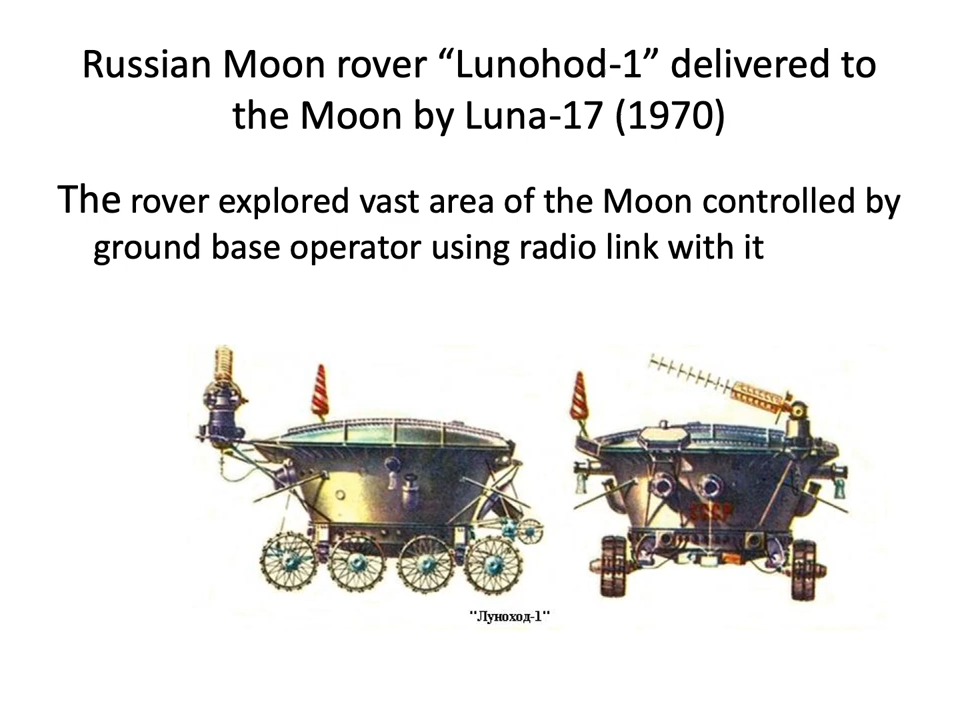 Russian Moon rover “Lunohod-1” delivered to
the Moon by Luna-17 (1970)
The rover explored vast area of the Moon controlled by
ground base operator using radio link with it
СССР
"Луноход-1"